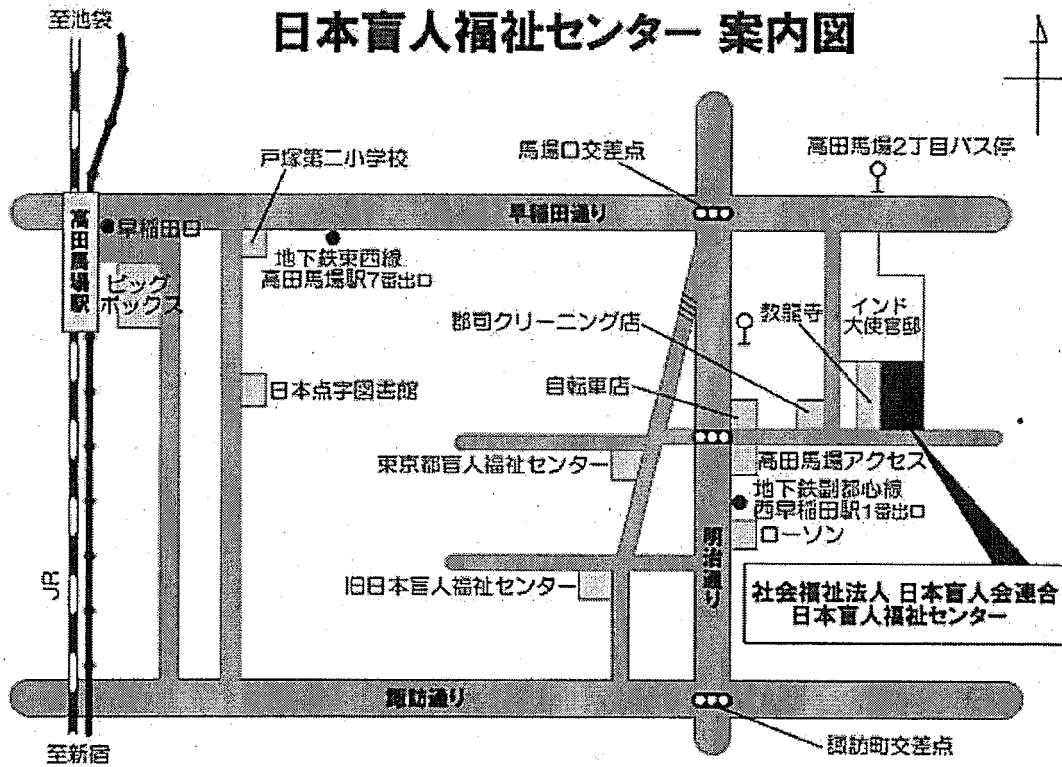 日本盲人福祉センター 案内図
至池袋
戸塚第二小学校
馬場口交差点
高田馬場2丁目バス停
早稲田通り
高田馬場駅
早稲田口
地下鉄東西線
高田馬場駅7番出口
ビッグ
ボックス
郡司クリーニング店
教龍寺
インド
大使官邸
日本点字図書館
自転車店
東京都盲人福祉センター
高田馬場アクセス
地下鉄副都心線
西早稲田駅1番出口
ローソン
明治通り
JR
旧日本盲人福祉センター
社会福祉法人 日本盲人会連合
日本盲人福祉センター
諏訪通り
諏訪町交差点
至新宿